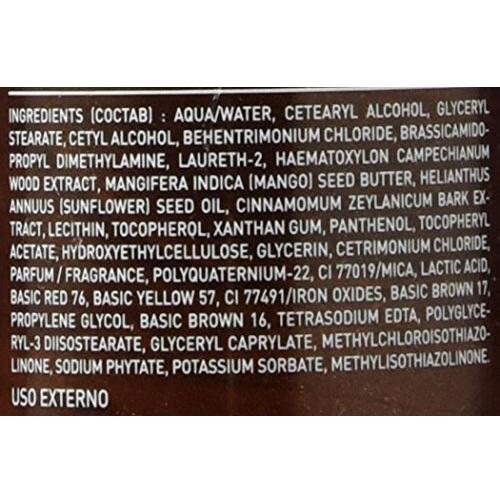 INGREDIENTS (COCTAB) : AQUA/WATER, CETEARYL ALCOHOL, GLYCERYL
STEARATE, CETYL ALCOHOL, BEHENTRIMONIUM CHLORIDE, BRASSICAMIDO-
PROPYL DIMETHYLAMINE, LAURETH-2, HAEMATOXYLON CAMPECHIANUM
WOOD EXTRACT, MANGIFERA INDICA (MANGO) SEED BUTTER, HELIANTHUS
ANNUUS (SUNFLOWER) SEED OIL, CINNAMOMUM ZEYLANICUM BARK EX-
TRACT, LECITHIN, TOCOPHEROL, XANTHAN GUM, PANTHENOL, TOCOPHERYL
ACETATE, HYDROXYETHYLCELLULOSE, GLYCERIN, CETRIMONIUM CHLORIDE,
PARFUM / FRAGRANCE, POLYQUATERNIUM-22, CI 77019/MICA, LACTIC ACID,
BASIC RED 76, BASIC YELLOW 57, CI 77491/IRON OXIDES, BASIC BROWN 17,
PROPYLENE GLYCOL, BASIC BROWN 16, TETRASODIUM EDTA, POLYGLYCE-
RYL-3 DIISOSTEARATE, GLYCERYL CAPRYLATE, METHYLCHLOROISOTHIAZO-
LINONE, SODIUM PHYTATE, POTASSIUM SORBATE, METHYLISOTHIAZOLINONE.
USO EXTERNO